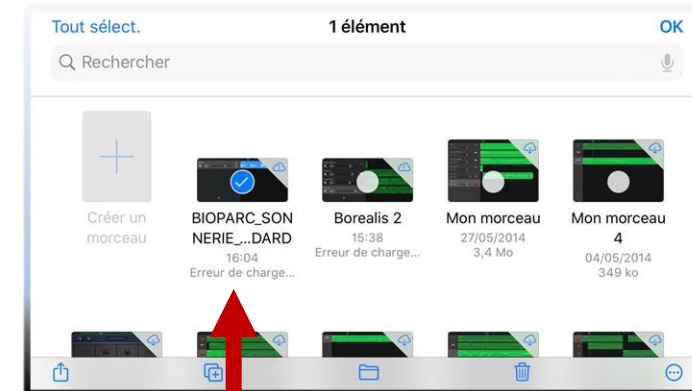 Tout sélect.
1 élément
OK
Rechercher
Créer un
morceau
BIOPARC_SON
NERIE_...DARD
16:04
Erreur de charge...
Borealis 2
15:38
Erreur de charge...
Mon morceau
27/05/2014
3,4 Mo
Mon morceau
4
04/05/2014
349 ko